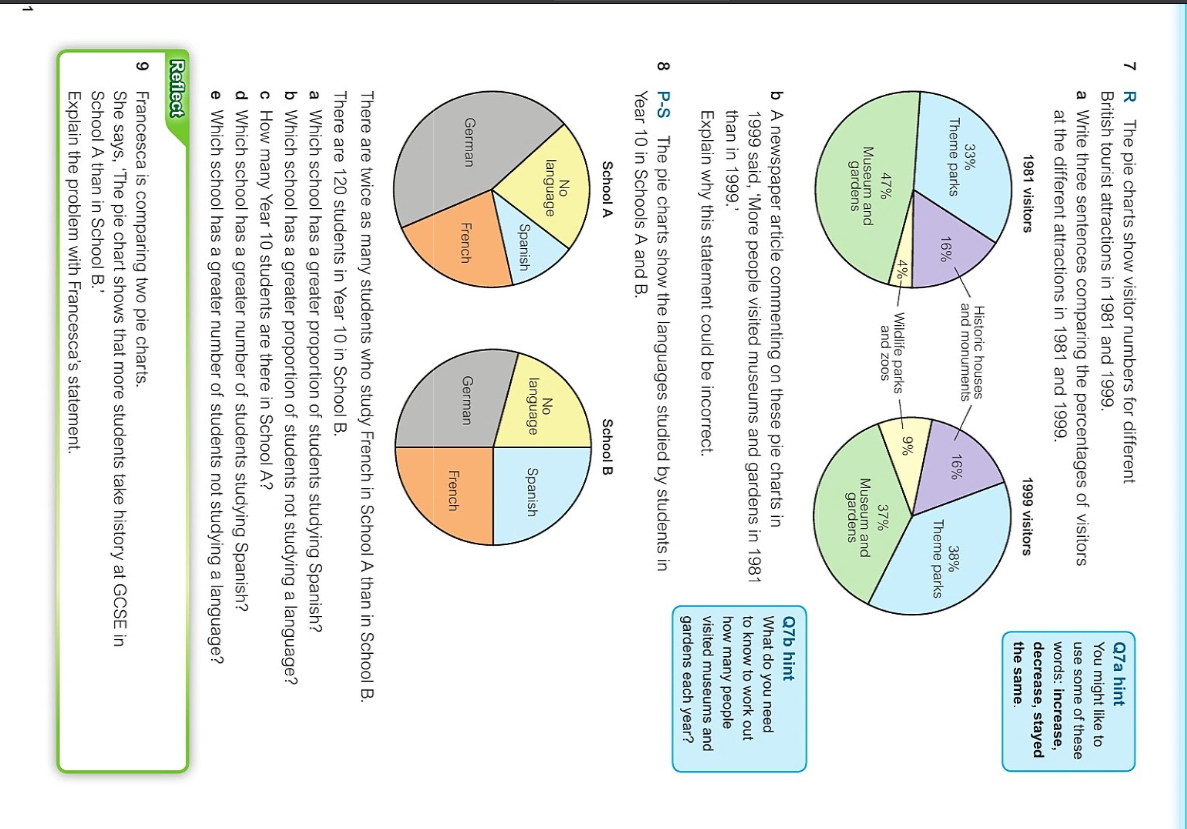 7 R The pie charts show visitor numbers for different
British tourist attractions in 1981 and 1999.
a Write three sentences comparing the percentages of visitors
at the different attractions in 1981 and 1999.
Q7a hint
You might like to
use some of these
words: increase,
decrease, stayed
the same.
1981 visitors
33%
Theme parks
16%
47%
Museum and
gardens
4%
Historic houses
and monuments
Wildlife parks
and zoos
1999 visitors
16%
38%
Theme parks
9%
37%
Museum and
gardens
b A newspaper article commenting on these pie charts in
1999 said, 'More people visited museums and gardens in 1981
than in 1999.'
Explain why this statement could be incorrect.
Q7b hint
What do you need
to know to work out
how many people
visited museums and
gardens each year?
8 P-S The pie charts show the languages studied by students in
Year 10 in Schools A and B.
School A
No
language
Spanish
German
French
School B
No
language
Spanish
German
French
There are twice as many students who study French in School A than in School B.
There are 120 students in Year 10 in School B.
a Which school has a greater proportion of students studying Spanish?
b Which school has a greater proportion of students not studying a language?
c How many Year 10 students are there in School A?
d Which school has a greater number of students studying Spanish?
e Which school has a greater number of students not studying a language?
Reflect
9 Francesca is comparing two pie charts.
She says, 'The pie chart shows that more students take history at GCSE in
School A than in School B.'
Explain the problem with Francesca's statement.
1